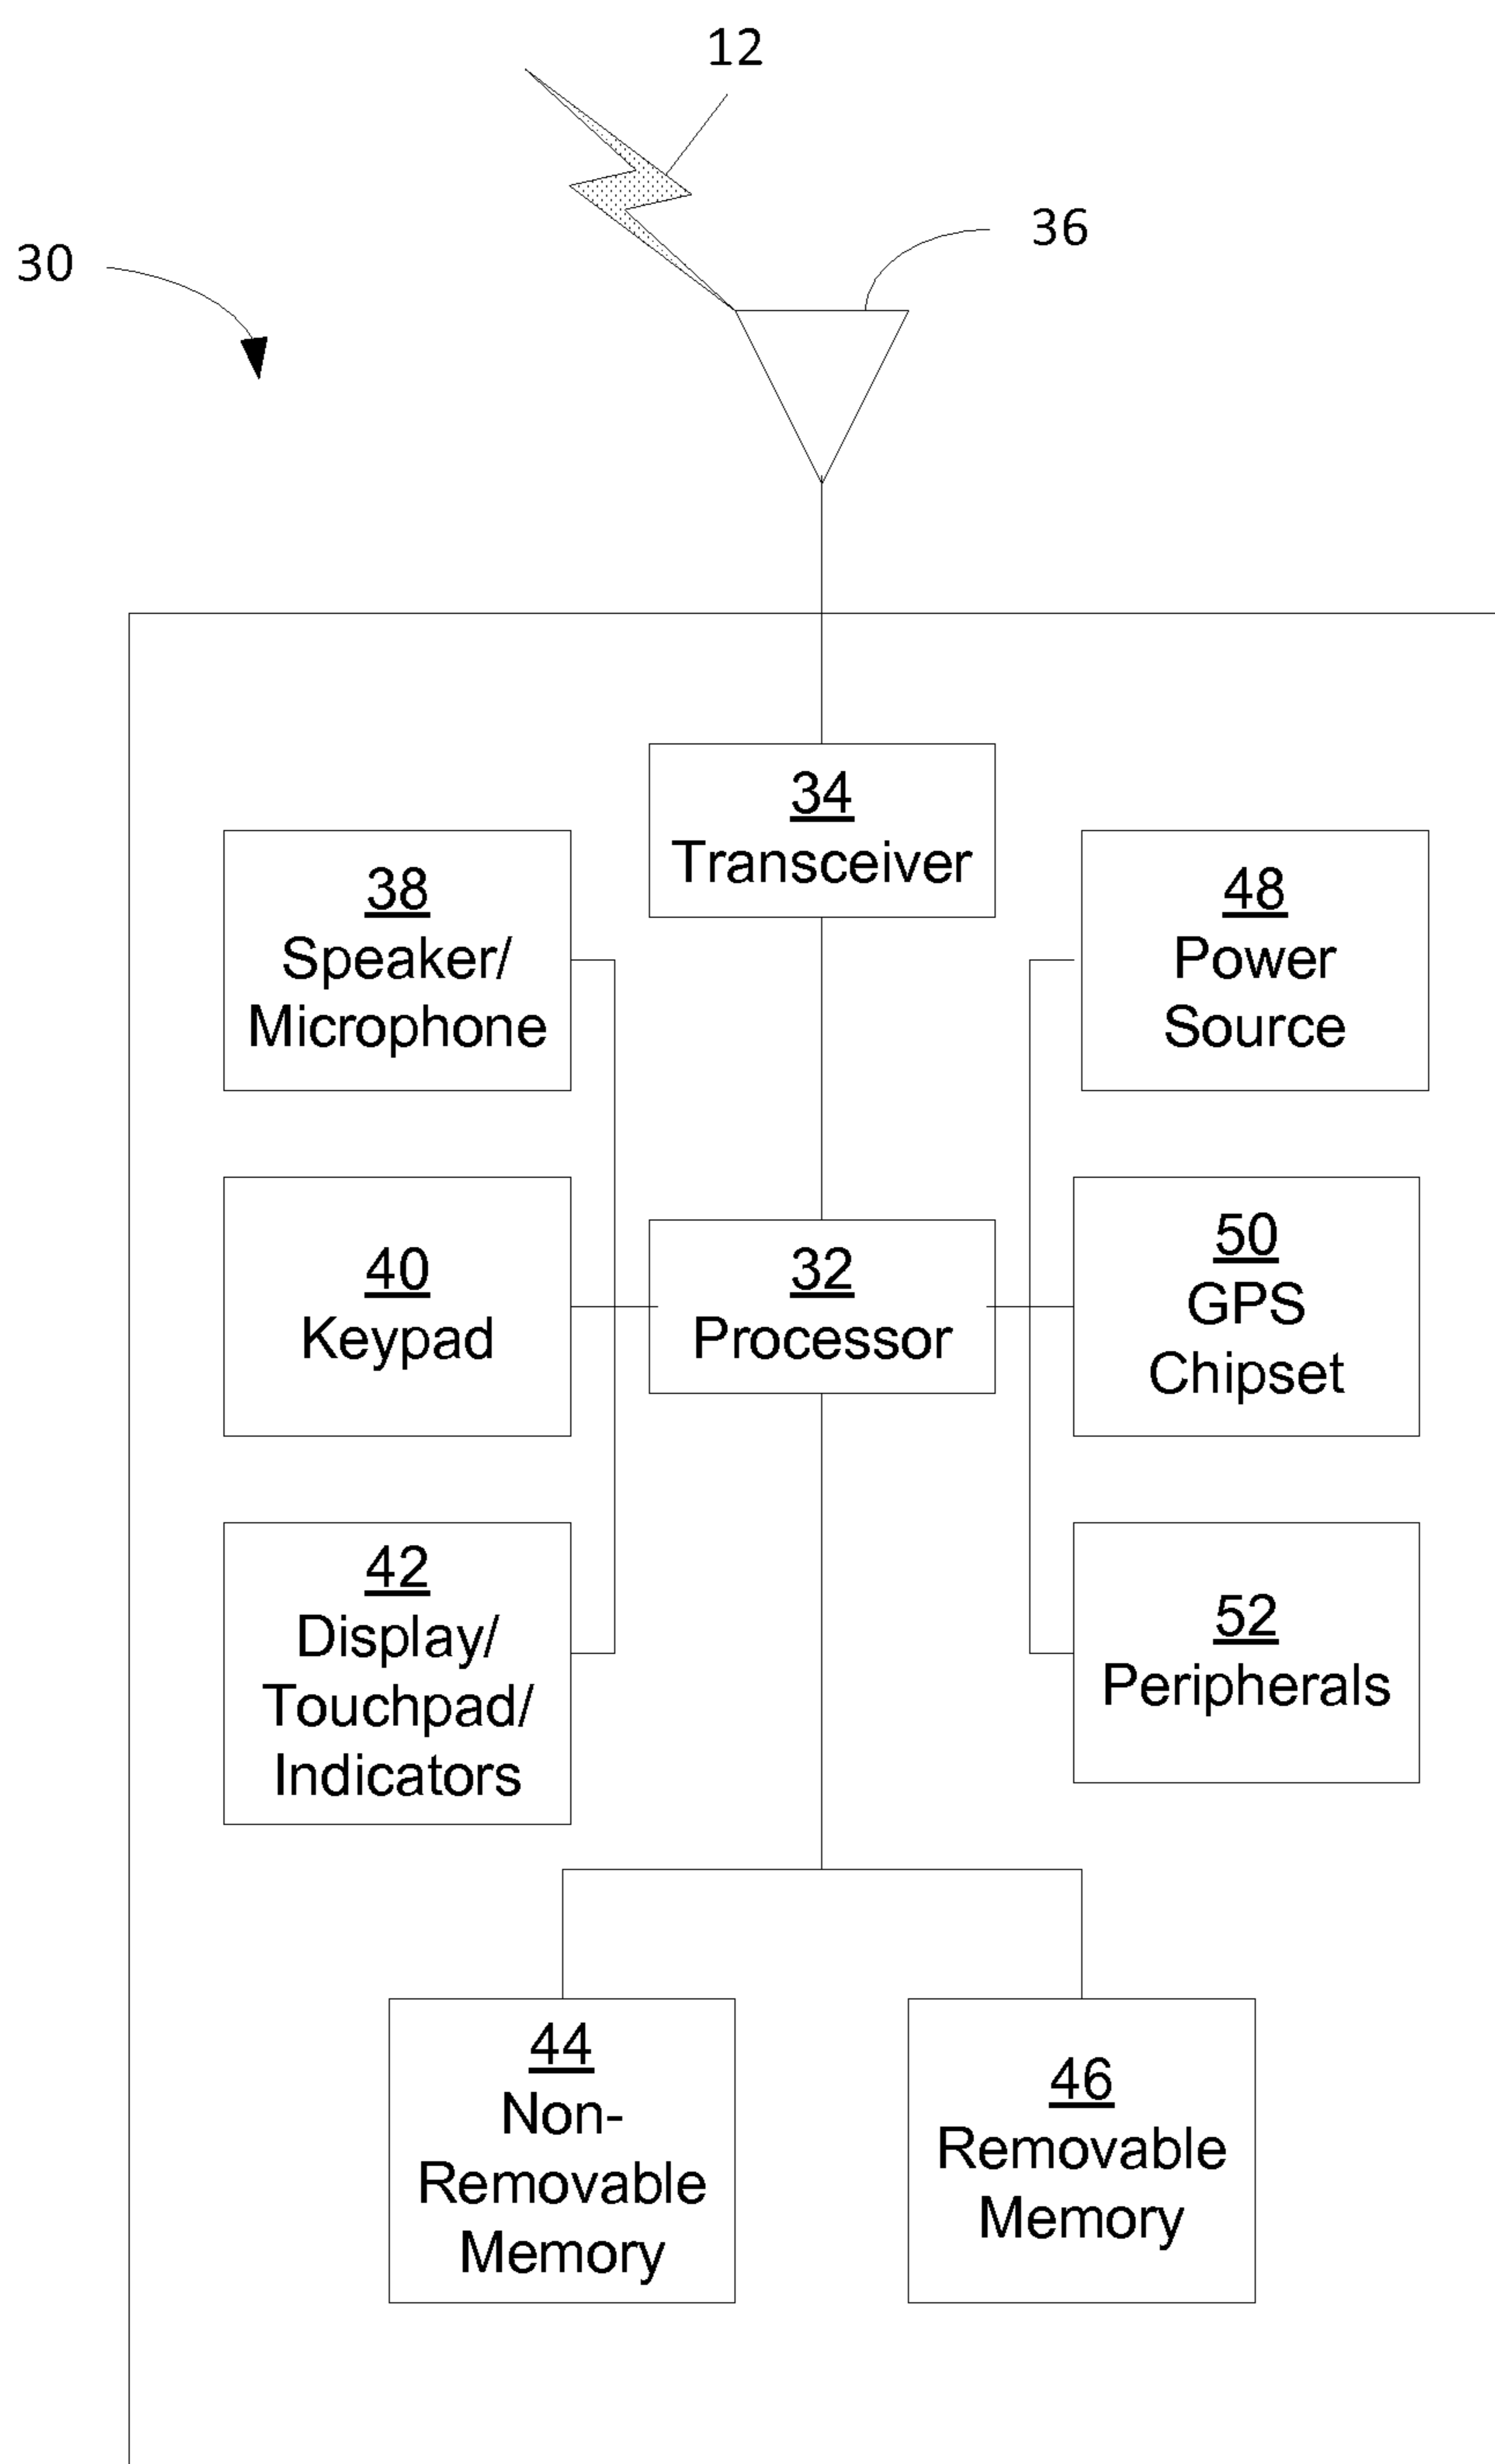 12
36
30
34
Transceiver
38
Speaker/
Microphone
48
Power
Source
40
Keypad
32
Processor
50
GPS
Chipset
42
Display/
Touchpad/
Indicators
52
Peripherals
44
Non-
Removable
Memory
46
Removable
Memory